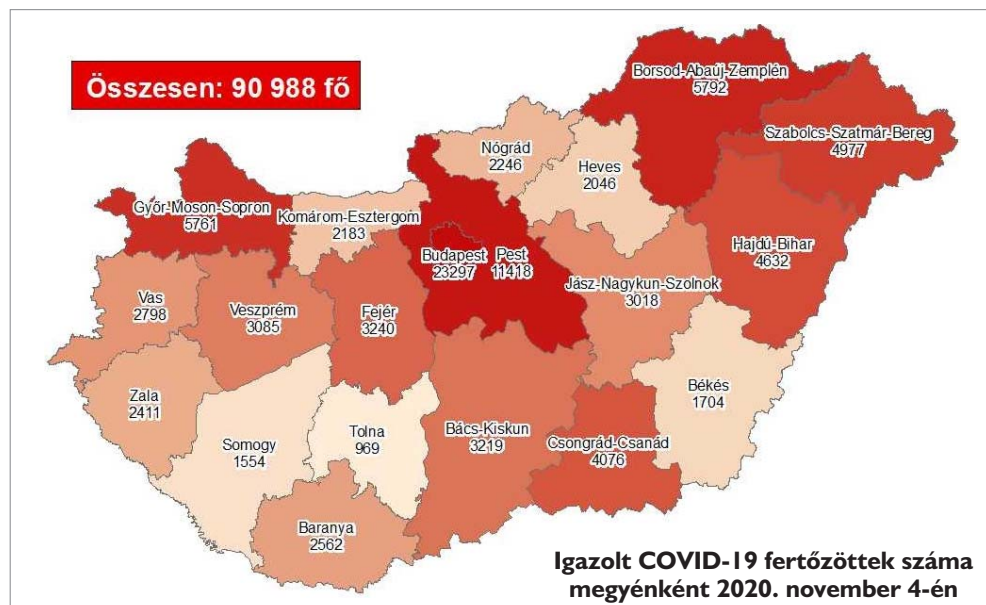 Összesen: 90 988 fő
Borsod-Abaúj-Zemplén
5792
Szabolcs-Szatmár-Bereg
4977
Nógrád
2246
Heves
2046
Győr-Moson-Sopron
5761
Komárom-Esztergom
2183
Hajdú-Bihar
4632
Budapest
23297
Pest
11418
Jász-Nagykun-Szolnok
3018
Vas
2798
Veszprém
3085
Fejér
3240
Békés
1704
Zala
2411
Somogy
1554
Tolna
969
Bács-Kiskun
3219
Csongrád-Csanád
4076
Baranya
2562
Igazolt COVID-19 fertőzöttek száma
megyénként 2020. november 4-én